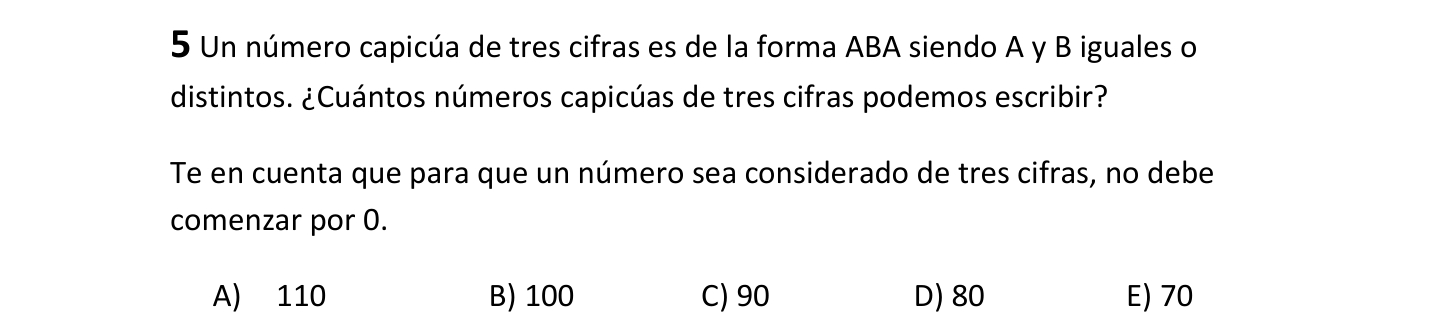 5 Un número capicúa de tres cifras es de la forma ABA siendo A y B iguales o
distintos. ¿Cuántos números capicúas de tres cifras podemos escribir?
Te en cuenta que para que un número sea considerado de tres cifras, no debe
comenzar por 0.
A) 110 B) 100 C) 90 D) 80 E) 70